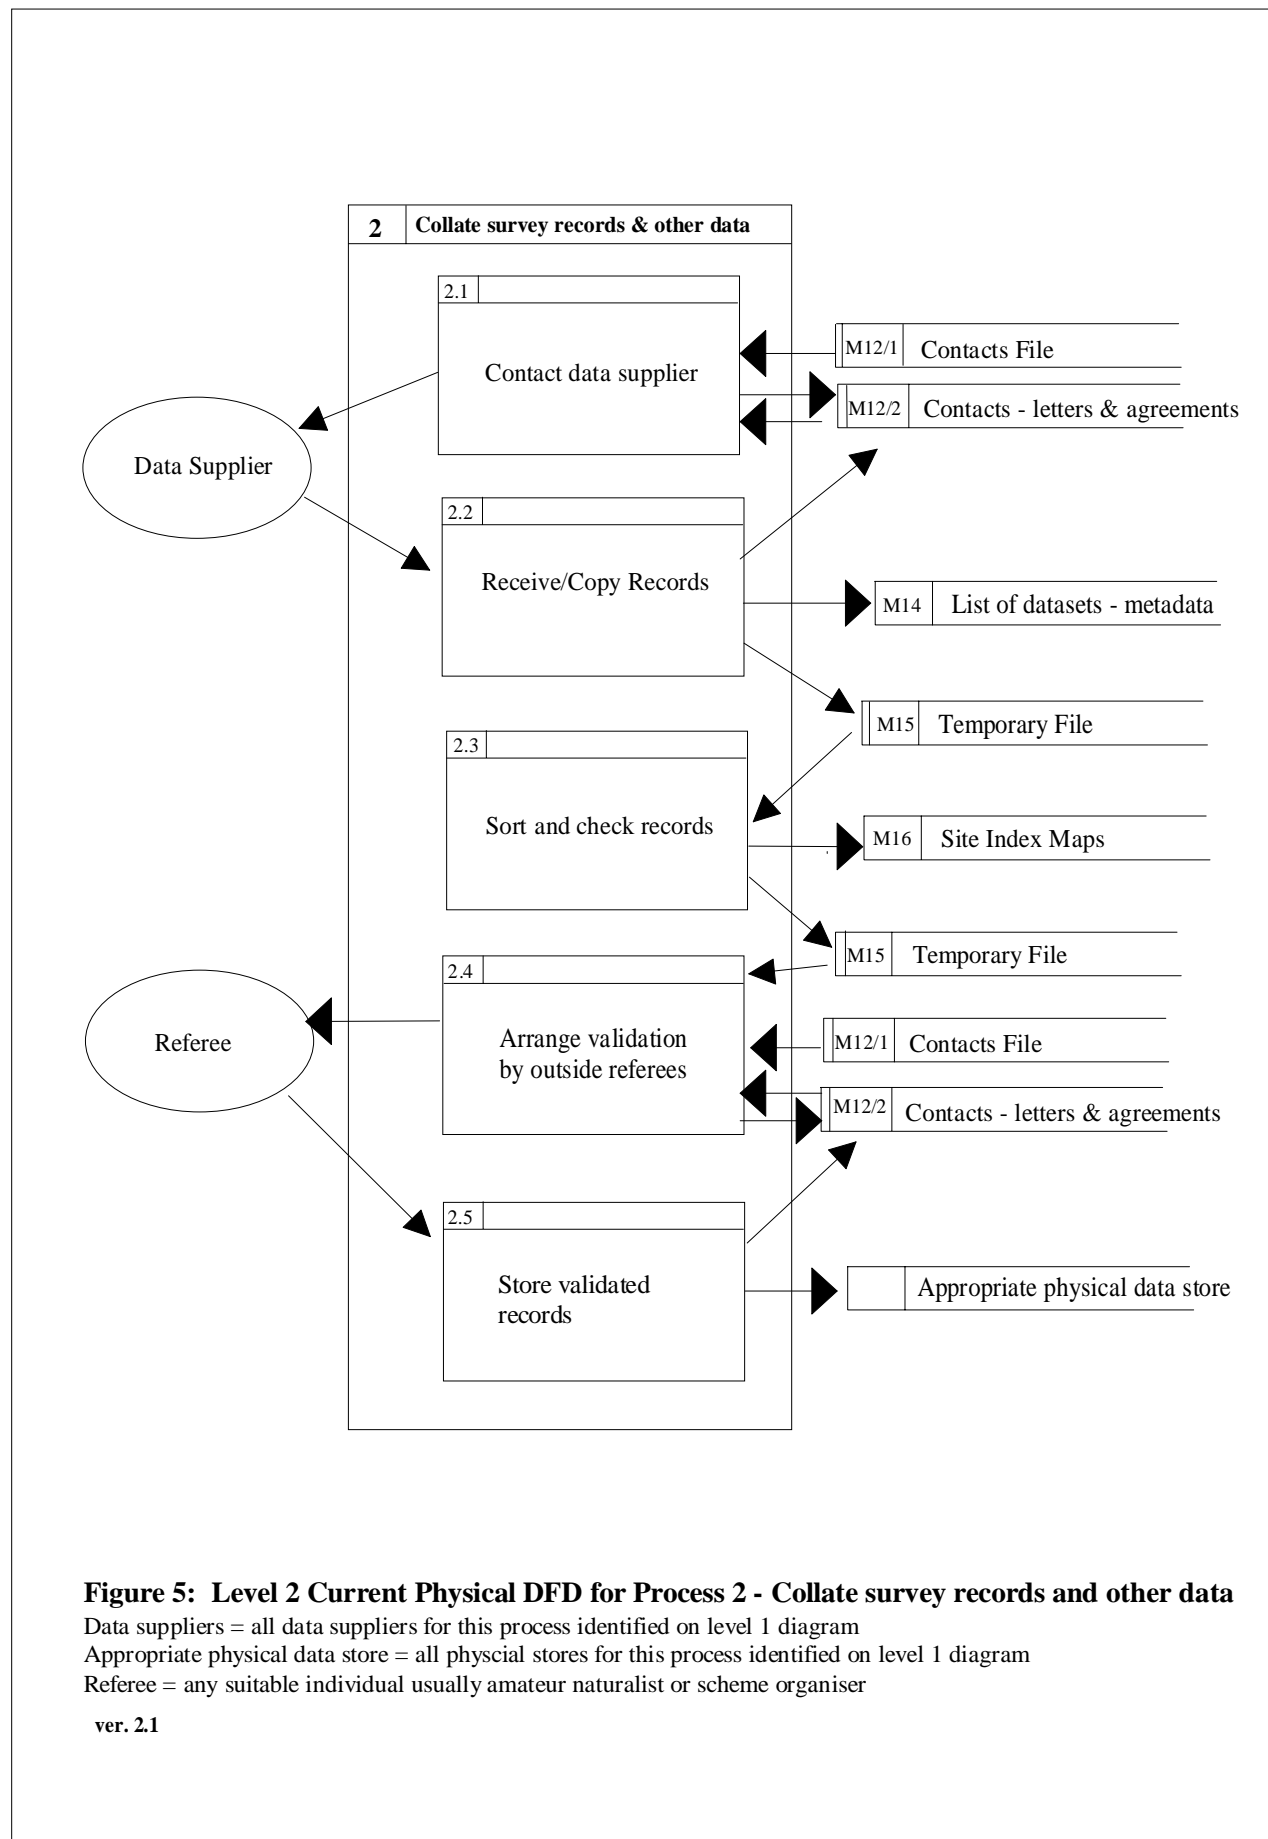 2 Collate survey records & other data
2.1
Contact data supplier
M12/1 Contacts File
M12/2 Contacts - letters & agreements
Data Supplier
2.2
Receive/Copy Records
M14 List of datasets - metadata
M15 Temporary File
2.3
Sort and check records
M16 Site Index Maps
M15 Temporary File
2.4
Arrange validation
by outside referees
Referee
M12/1 Contacts File
M12/2 Contacts - letters & agreements
2.5
Store validated
records
Appropriate physical data store
Figure 5: Level 2 Current Physical DFD for Process 2 - Collate survey records and other data
Data suppliers = all data suppliers for this process identified on level 1 diagram
Appropriate physical data store = all physcial stores for this process identified on level 1 diagram
Referee = any suitable individual usually amateur naturalist or scheme organiser
ver. 2.1